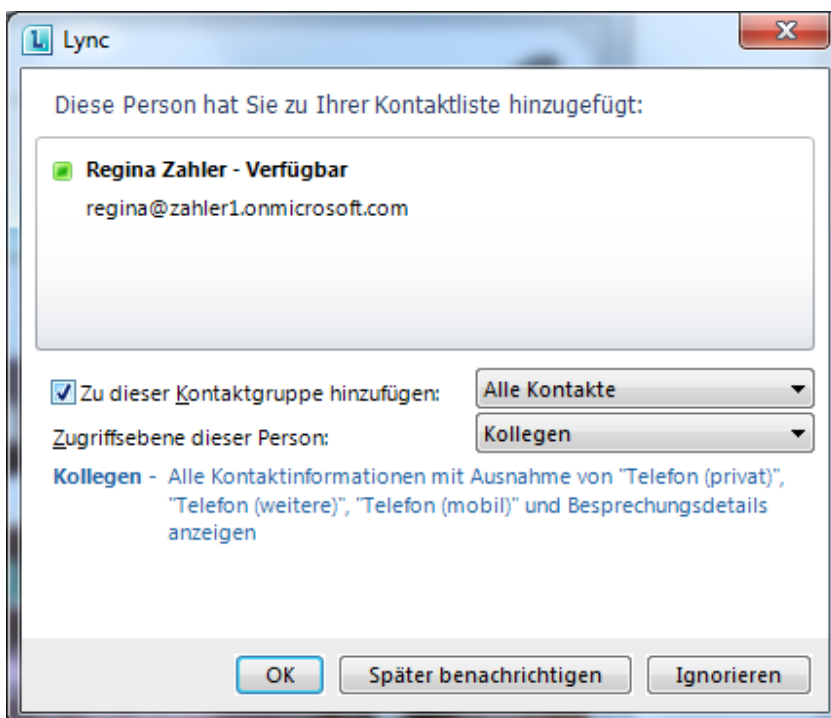 Lync
Diese Person hat Sie zu Ihrer Kontaktliste hinzugefügt:
Regina Zahler - Verfügbar
regina@zahler1.onmicrosoft.com
Zu dieser Kontaktgruppe hinzufügen: Alle Kontakte
Zugriffsebene dieser Person: Kollegen
Kollegen - Alle Kontaktinformationen mit Ausnahme von "Telefon (privat)",
"Telefon (weitere)", "Telefon (mobil)" und Besprechungsdetails
anzeigen
OK Später benachrichtigen Ignorieren